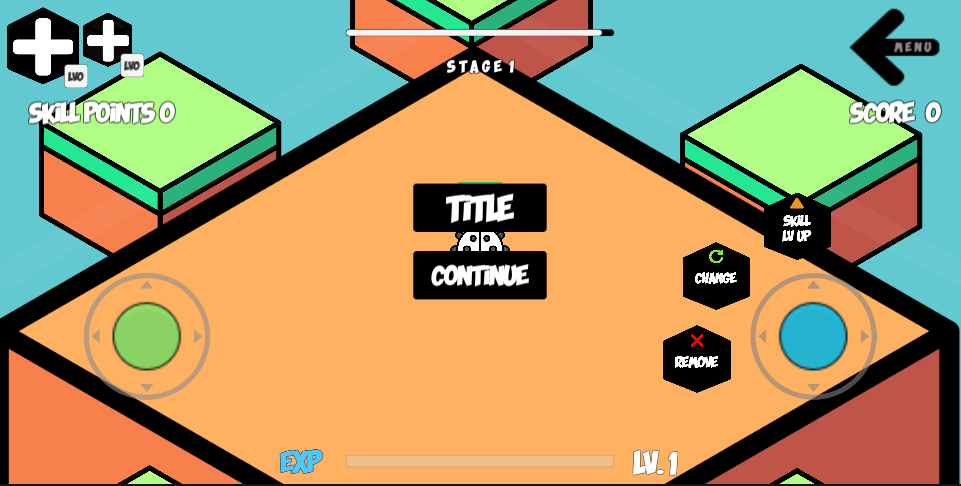 LV0
LV0
MENU
STAGE 1
SKILL POINTS 0
SCORE 0
TITLE
SKILL
LV UP
CONTINUE
CHANGE
REMOVE
EXP
LV.1